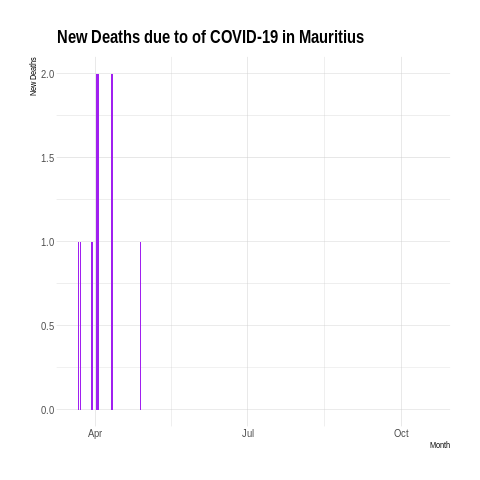 New Deaths due to of COVID-19 in Mauritius
New Deaths
2.0
1.5
1.0
0.5
0.0
Apr Jul Oct
Month